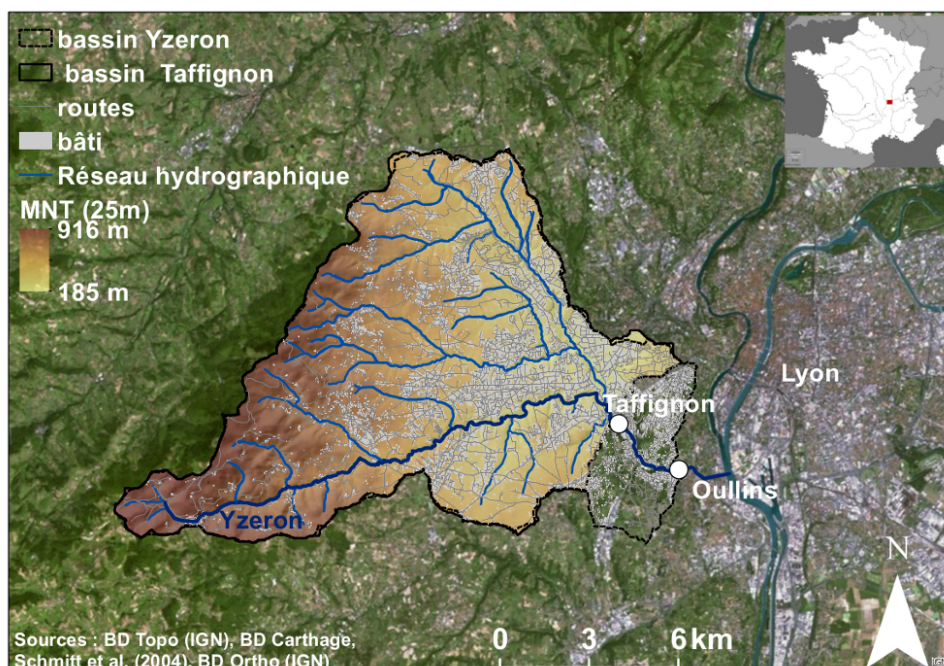 bassin Yzeron
bassin Taffignon
routes
bâti
Réseau hydrographique
MNT (25m)
916 m
185 m
Lyon
Taffignon
Oullins
Yzeron
N
0 3 6 km
Sources : BD Topo (IGN), BD Carthage,
Schmitt et al. (2004), BD Ortho (IGN)